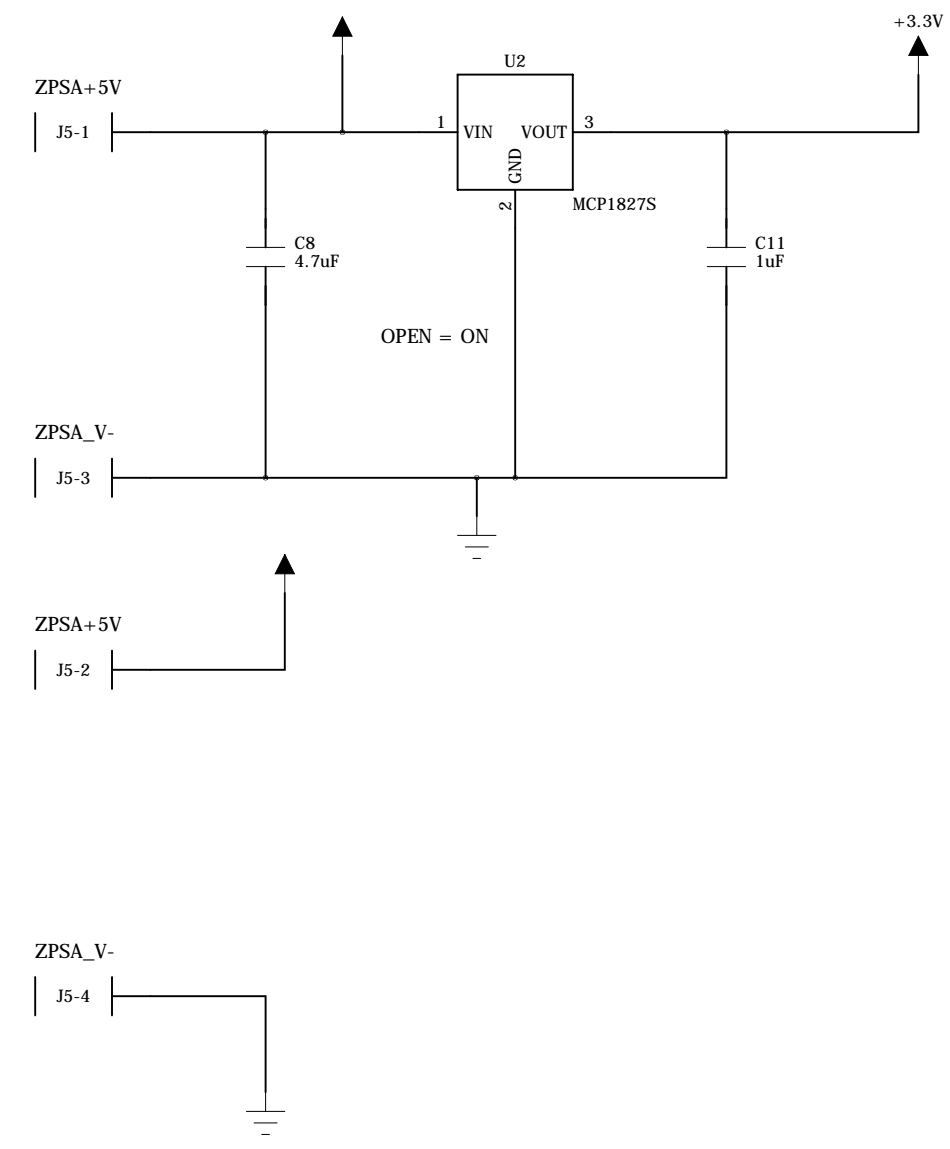 +3.3V
U2
ZPSA+5V
J5-1
1
VIN
VOUT
3
GND
2
MCP1827S
C8
4.7uF
C11
1uF
OPEN = ON
ZPSA_V-
J5-3
ZPSA+5V
J5-2
ZPSA_V-
J5-4